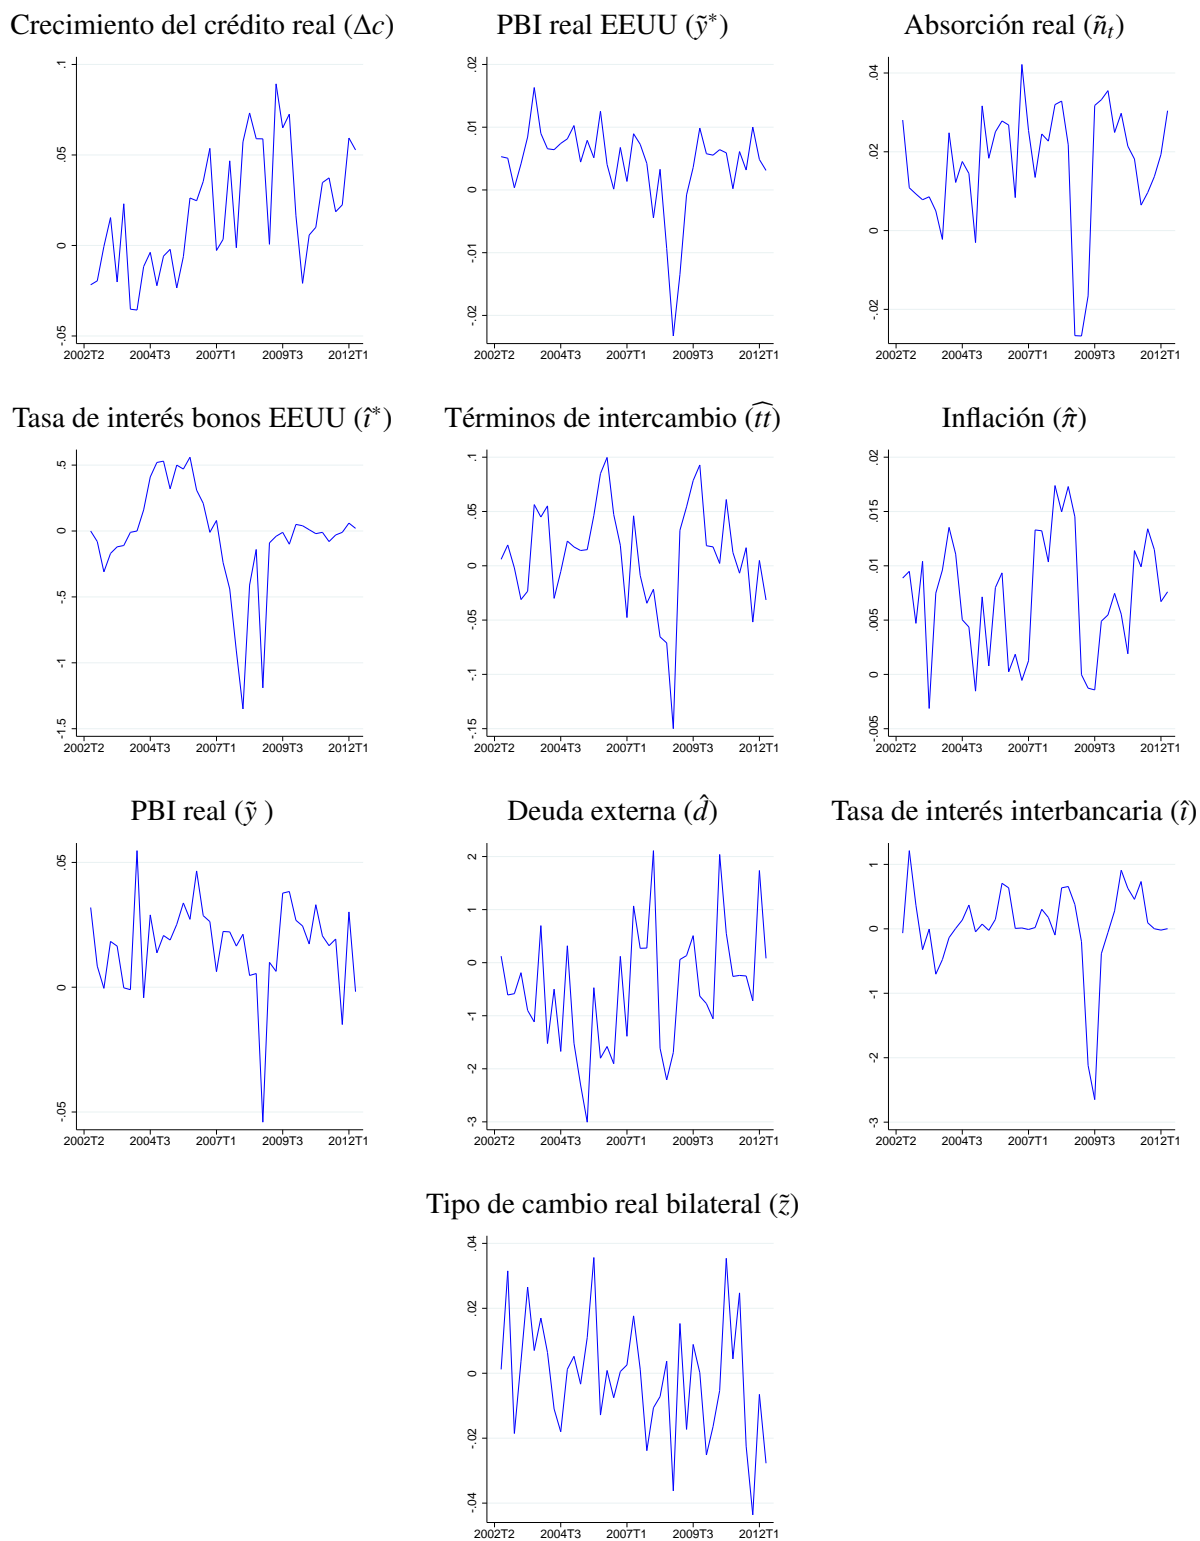 Crecimiento del crédito real (Δc)
.1
.05
0
-.05
2002T2 2004T3 2007T1 2009T3 2012T1
PBI real EEUU (ỹ*)
.02
.01
0
-.01
-.02
2002T2 2004T3 2007T1 2009T3 2012T1
Absorción real (ñₜ)
.04
.02
0
-.02
2002T2 2004T3 2007T1 2009T3 2012T1
Tasa de interés bonos EEUU (î*)
.5
0
-.5
-1
-1.5
2002T2 2004T3 2007T1 2009T3 2012T1
Términos de intercambio (t̂t)
.1
.05
0
-.05
-.1
-.15
2002T2 2004T3 2007T1 2009T3 2012T1
Inflación (π̂)
.02
.015
.01
.005
0
-.005
2002T2 2004T3 2007T1 2009T3 2012T1
PBI real (ỹ )
.05
0
-.05
2002T2 2004T3 2007T1 2009T3 2012T1
Deuda externa (d̂)
2
1
0
-1
-2
-3
2002T2 2004T3 2007T1 2009T3 2012T1
Tasa de interés interbancaria (î)
1
0
-1
-2
-3
2002T2 2004T3 2007T1 2009T3 2012T1
Tipo de cambio real bilateral (z̃)
.04
.02
0
-.02
-.04
2002T2 2004T3 2007T1 2009T3 2012T1